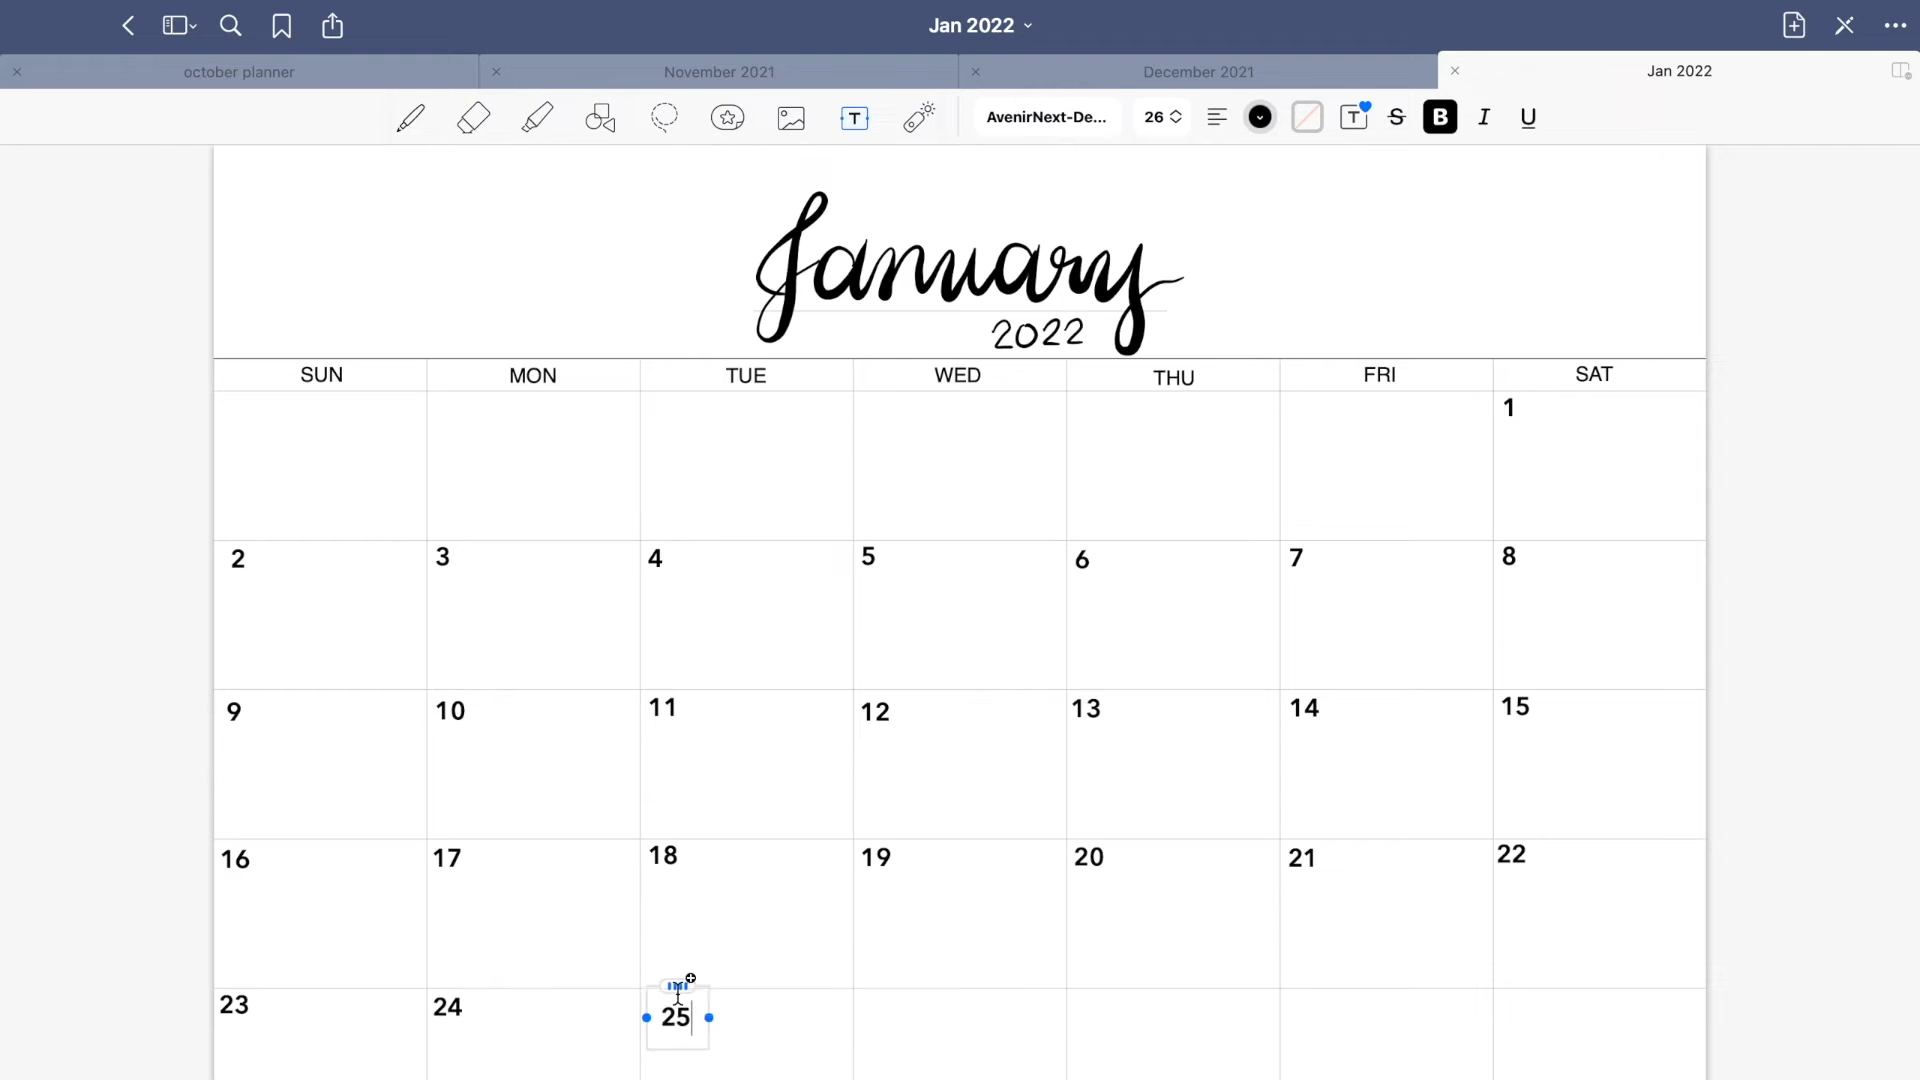 Jan 2022
october planner
November 2021
December 2021
Jan 2022
T
AvenirNext-De...
26
T
S
B
I
U
January
2022
SUN MON TUE WED THU FRI SAT
1
2 3 4 5 6 7 8
9 10 11 12 13 14 15
16 17 18 19 20 21 22
23 24 25